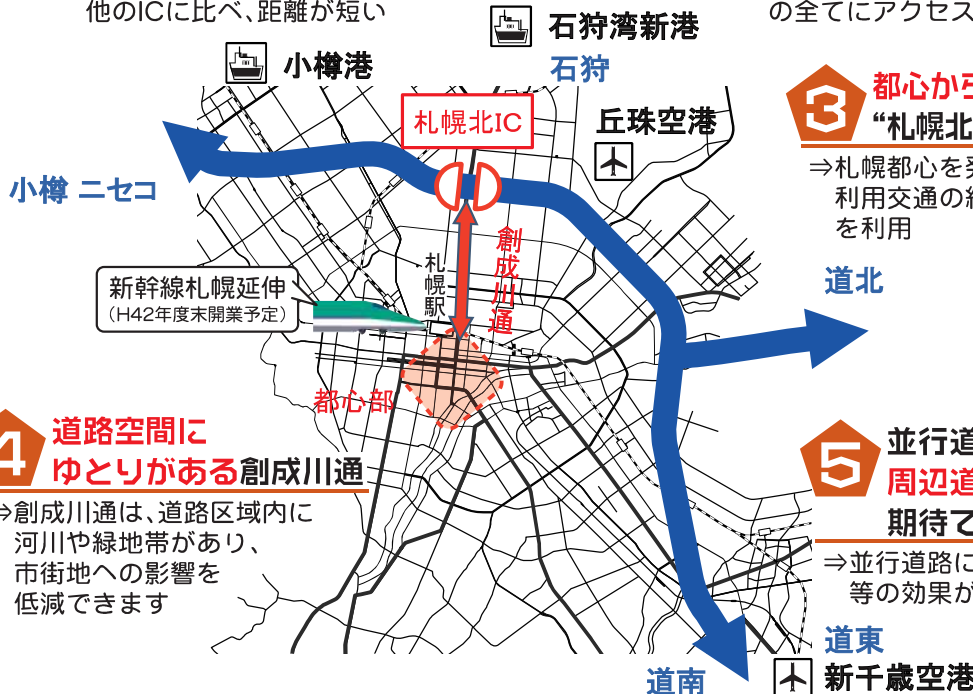 他のICに比べ、距離が短い
の全てにアクセス
石狩湾新港
石狩
小樽港
札幌北IC
丘珠空港
3
都心から
“札幌北
⇒札幌都心を発
利用交通の経
を利用
小樽 ニセコ
創成川通
札幌駅
道北
新幹線札幌延伸
(H42年度末開業予定)
都心部
4
道路空間に
ゆとりがある創成川通
⇒創成川通は、道路区域内に
河川や緑地帯があり、
市街地への影響を
低減できます
5
並行道
周辺道
期待て
⇒並行道路に
等の効果が
道東
道南
新千歳空港